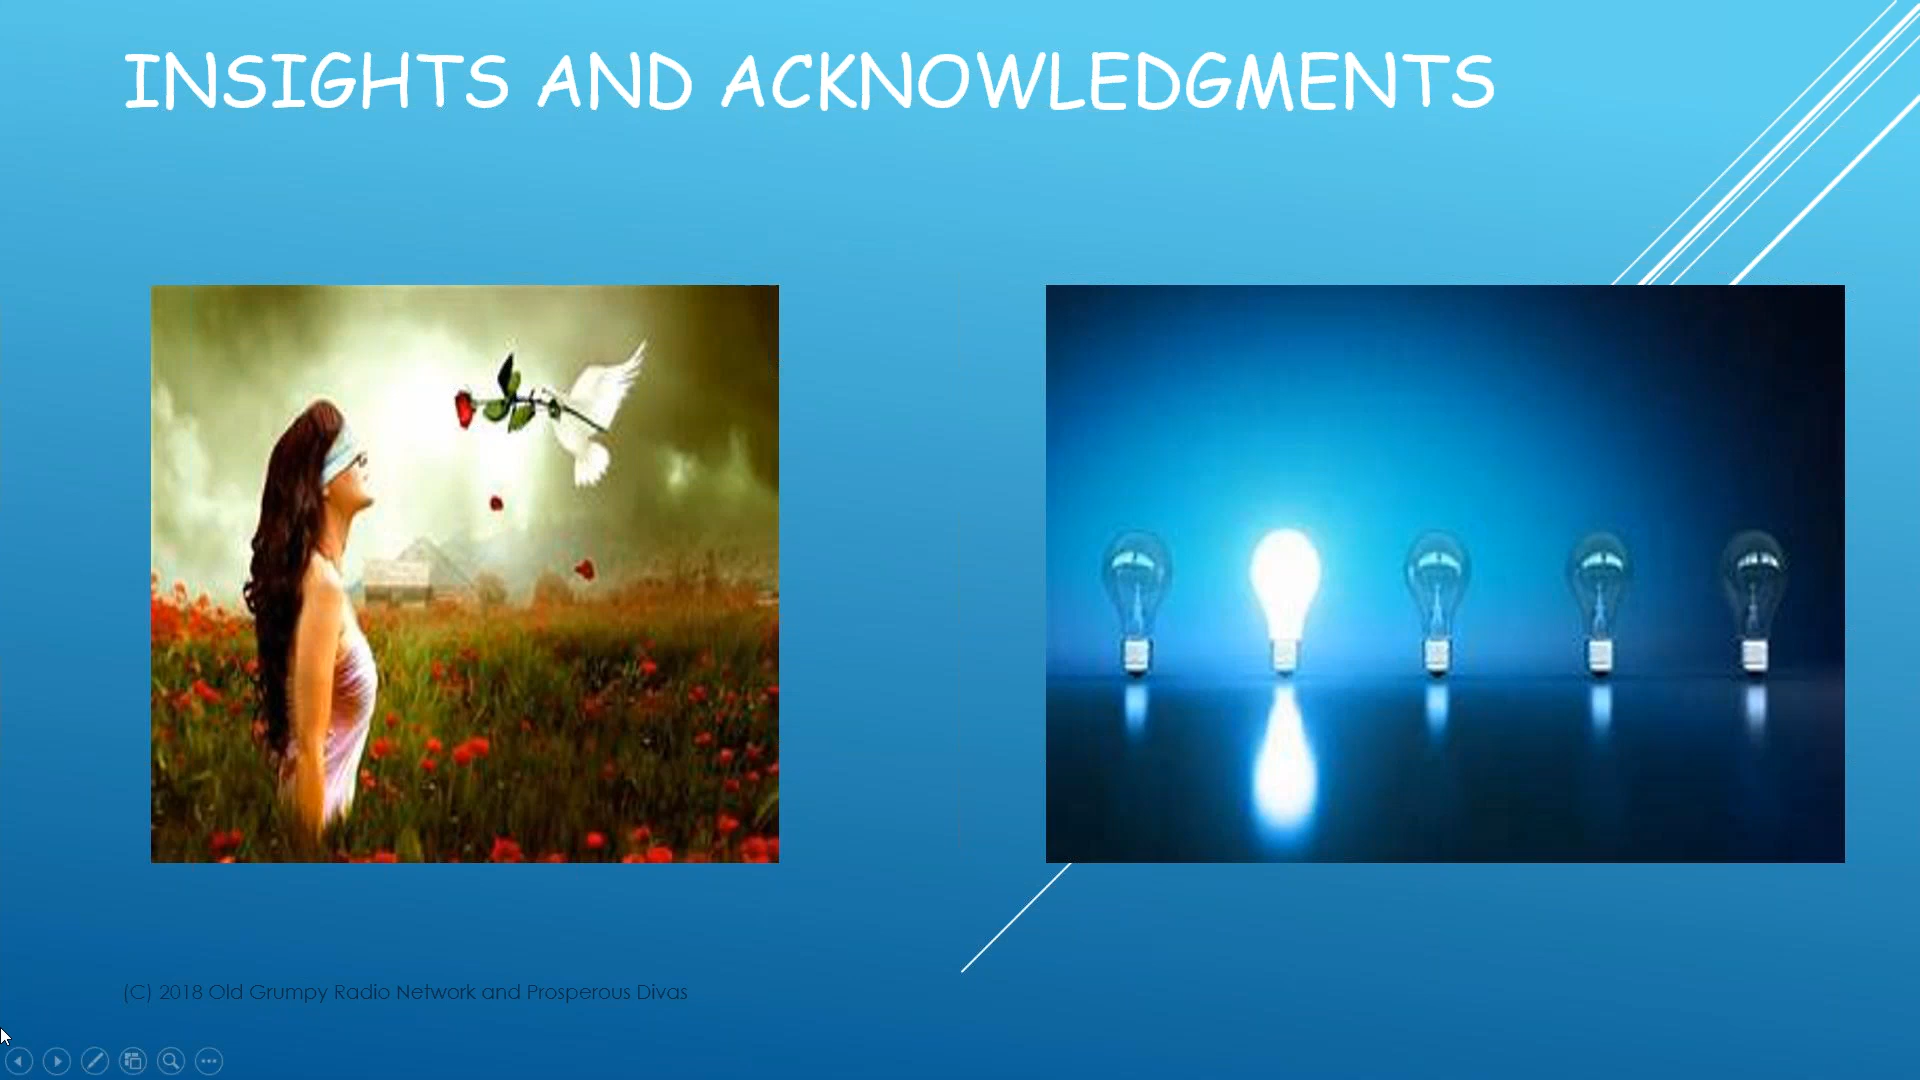 INSIGHTS AND ACKNOWLEDGMENTS
(C) 2018 Old Grumpy Radio Network and Prosperous Divas